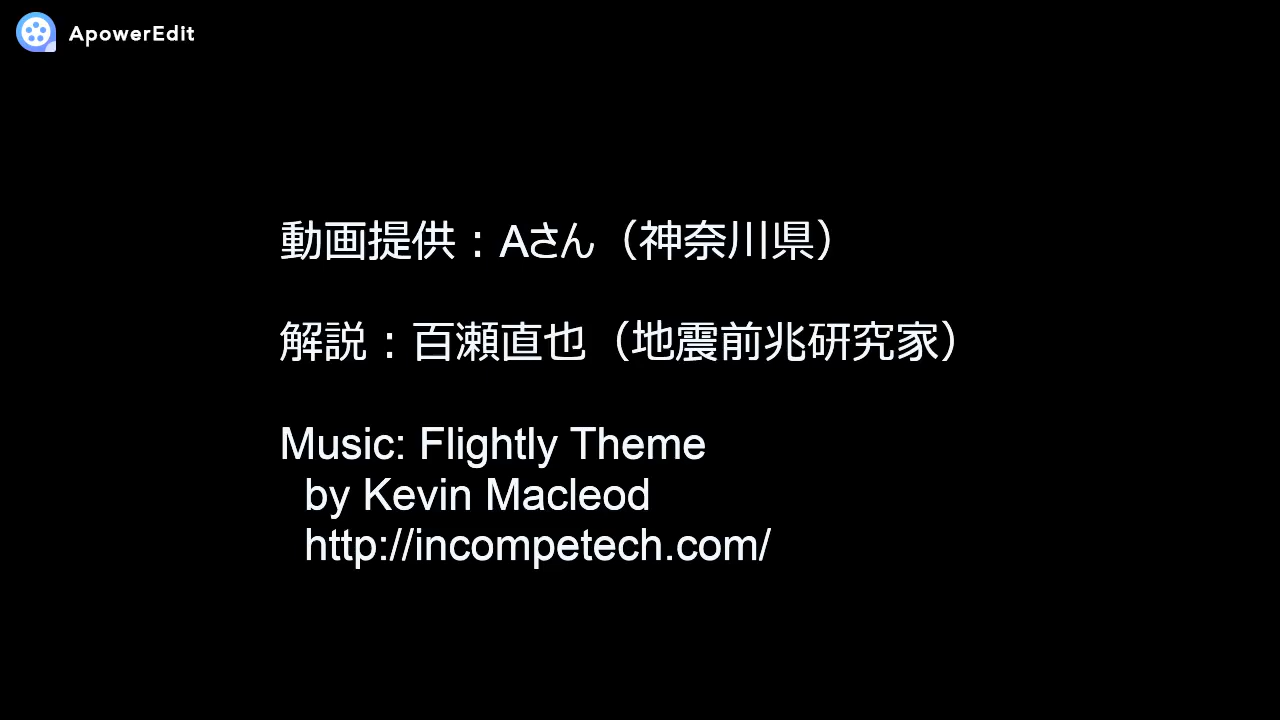 ApowerEdit
動画提供：Aさん（神奈川県）
解説：百瀬直也（地震前兆研究家）
Music: Flightly Theme
by Kevin Macleod
http://incompetech.com/